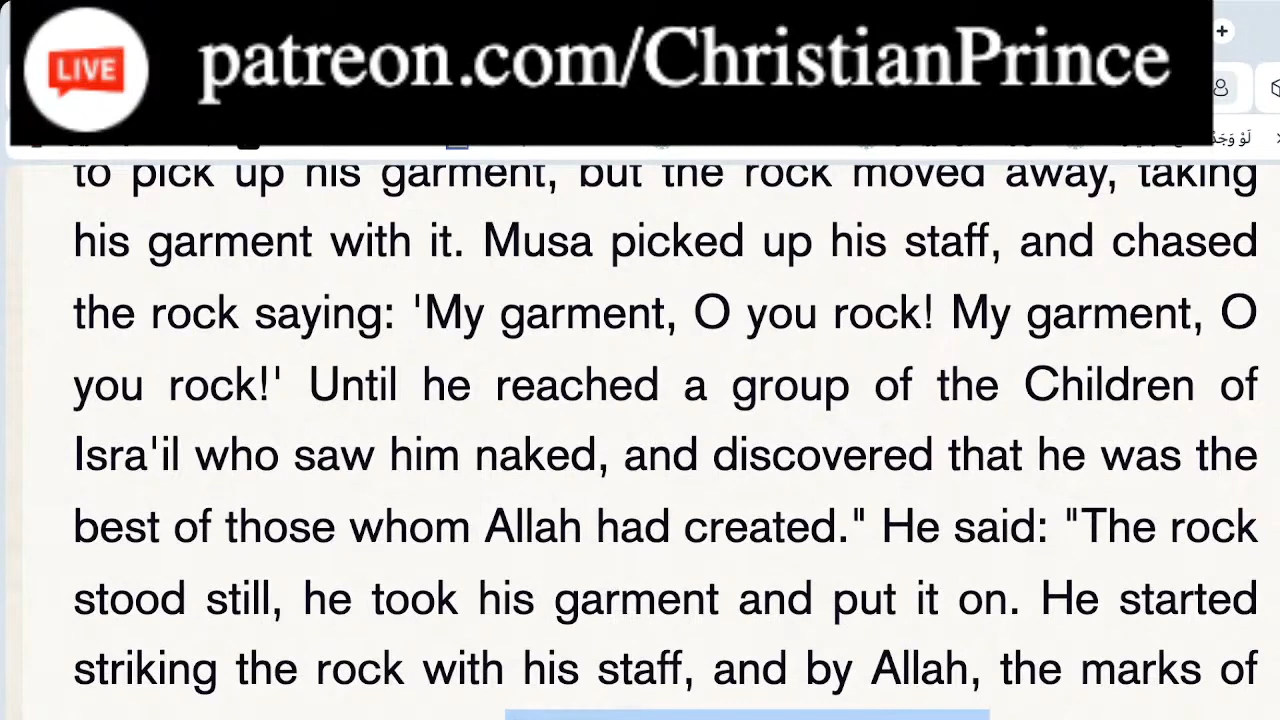 LIVE
patreon.com/ChristianPrince
to pick up his garment, but the rock moved away, taking
his garment with it. Musa picked up his staff, and chased
the rock saying: 'My garment, O you rock! My garment, O
you rock!' Until he reached a group of the Children of
Isra'il who saw him naked, and discovered that he was the
best of those whom Allah had created." He said: "The rock
stood still, he took his garment and put it on. He started
striking the rock with his staff, and by Allah, the marks of